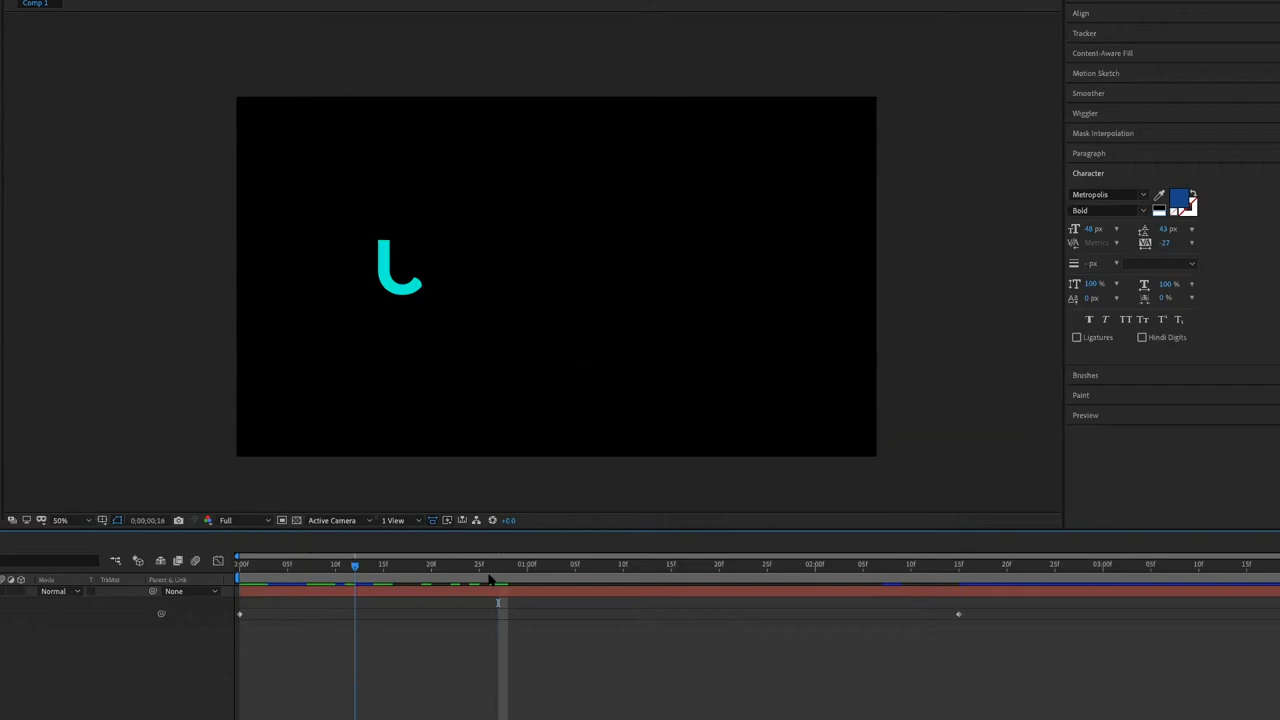 Comp 1
Align
Tracker
Content-Aware Fill
Motion Sketch
Smoother
Wiggler
Mask Interpolation
Paragraph
Character
Metropolis
Bold
48 px 43 px
Metrics -27
- px
100 % 100 %
0 px 0 %
Ligatures Hindi Digits
Brushes
Paint
Preview
50% 0;00;00;16 Full Active Camera 1 View +0.0
0:00F 05F 10F 15F 20F 25F 01:00F 05F 10F 15F 20F 25F 02:00F 05F 10F 15F 20F 25F 03:00F 05F 10F 15F
Mode T TrkMat Parent & Link
Normal None